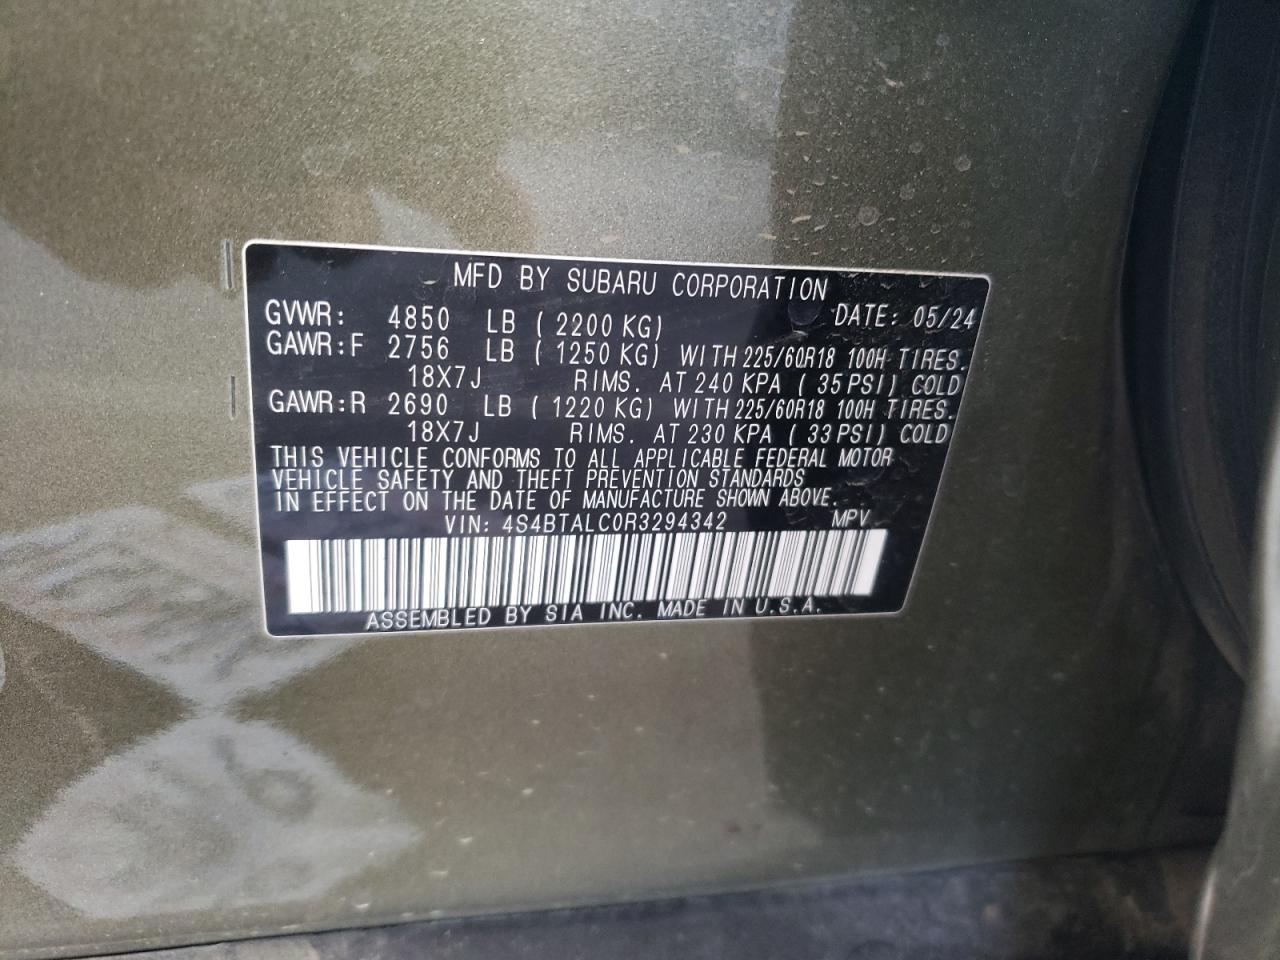 MFD BY SUBARU CORPORATION
GVWR: 4850 LB ( 2200 KG) DATE: 05/24
GAWR:F 2756 LB ( 1250 KG) WITH 225/60R18 100H TIRES.
18X7J RIMS. AT 240 KPA ( 35 PSI) COLD
GAWR:R 2690 LB ( 1220 KG) WITH 225/60R18 100H TIRES.
18X7J RIMS. AT 230 KPA ( 33 PSI) COLD
THIS VEHICLE CONFORMS TO ALL APPLICABLE FEDERAL MOTOR
VEHICLE SAFETY AND THEFT PREVENTION STANDARDS
IN EFFECT ON THE DATE OF MANUFACTURE SHOWN ABOVE.
VIN: 4S4BTALC0R3294342 MPV
ASSEMBLED BY SIA INC. MADE IN U.S.A.